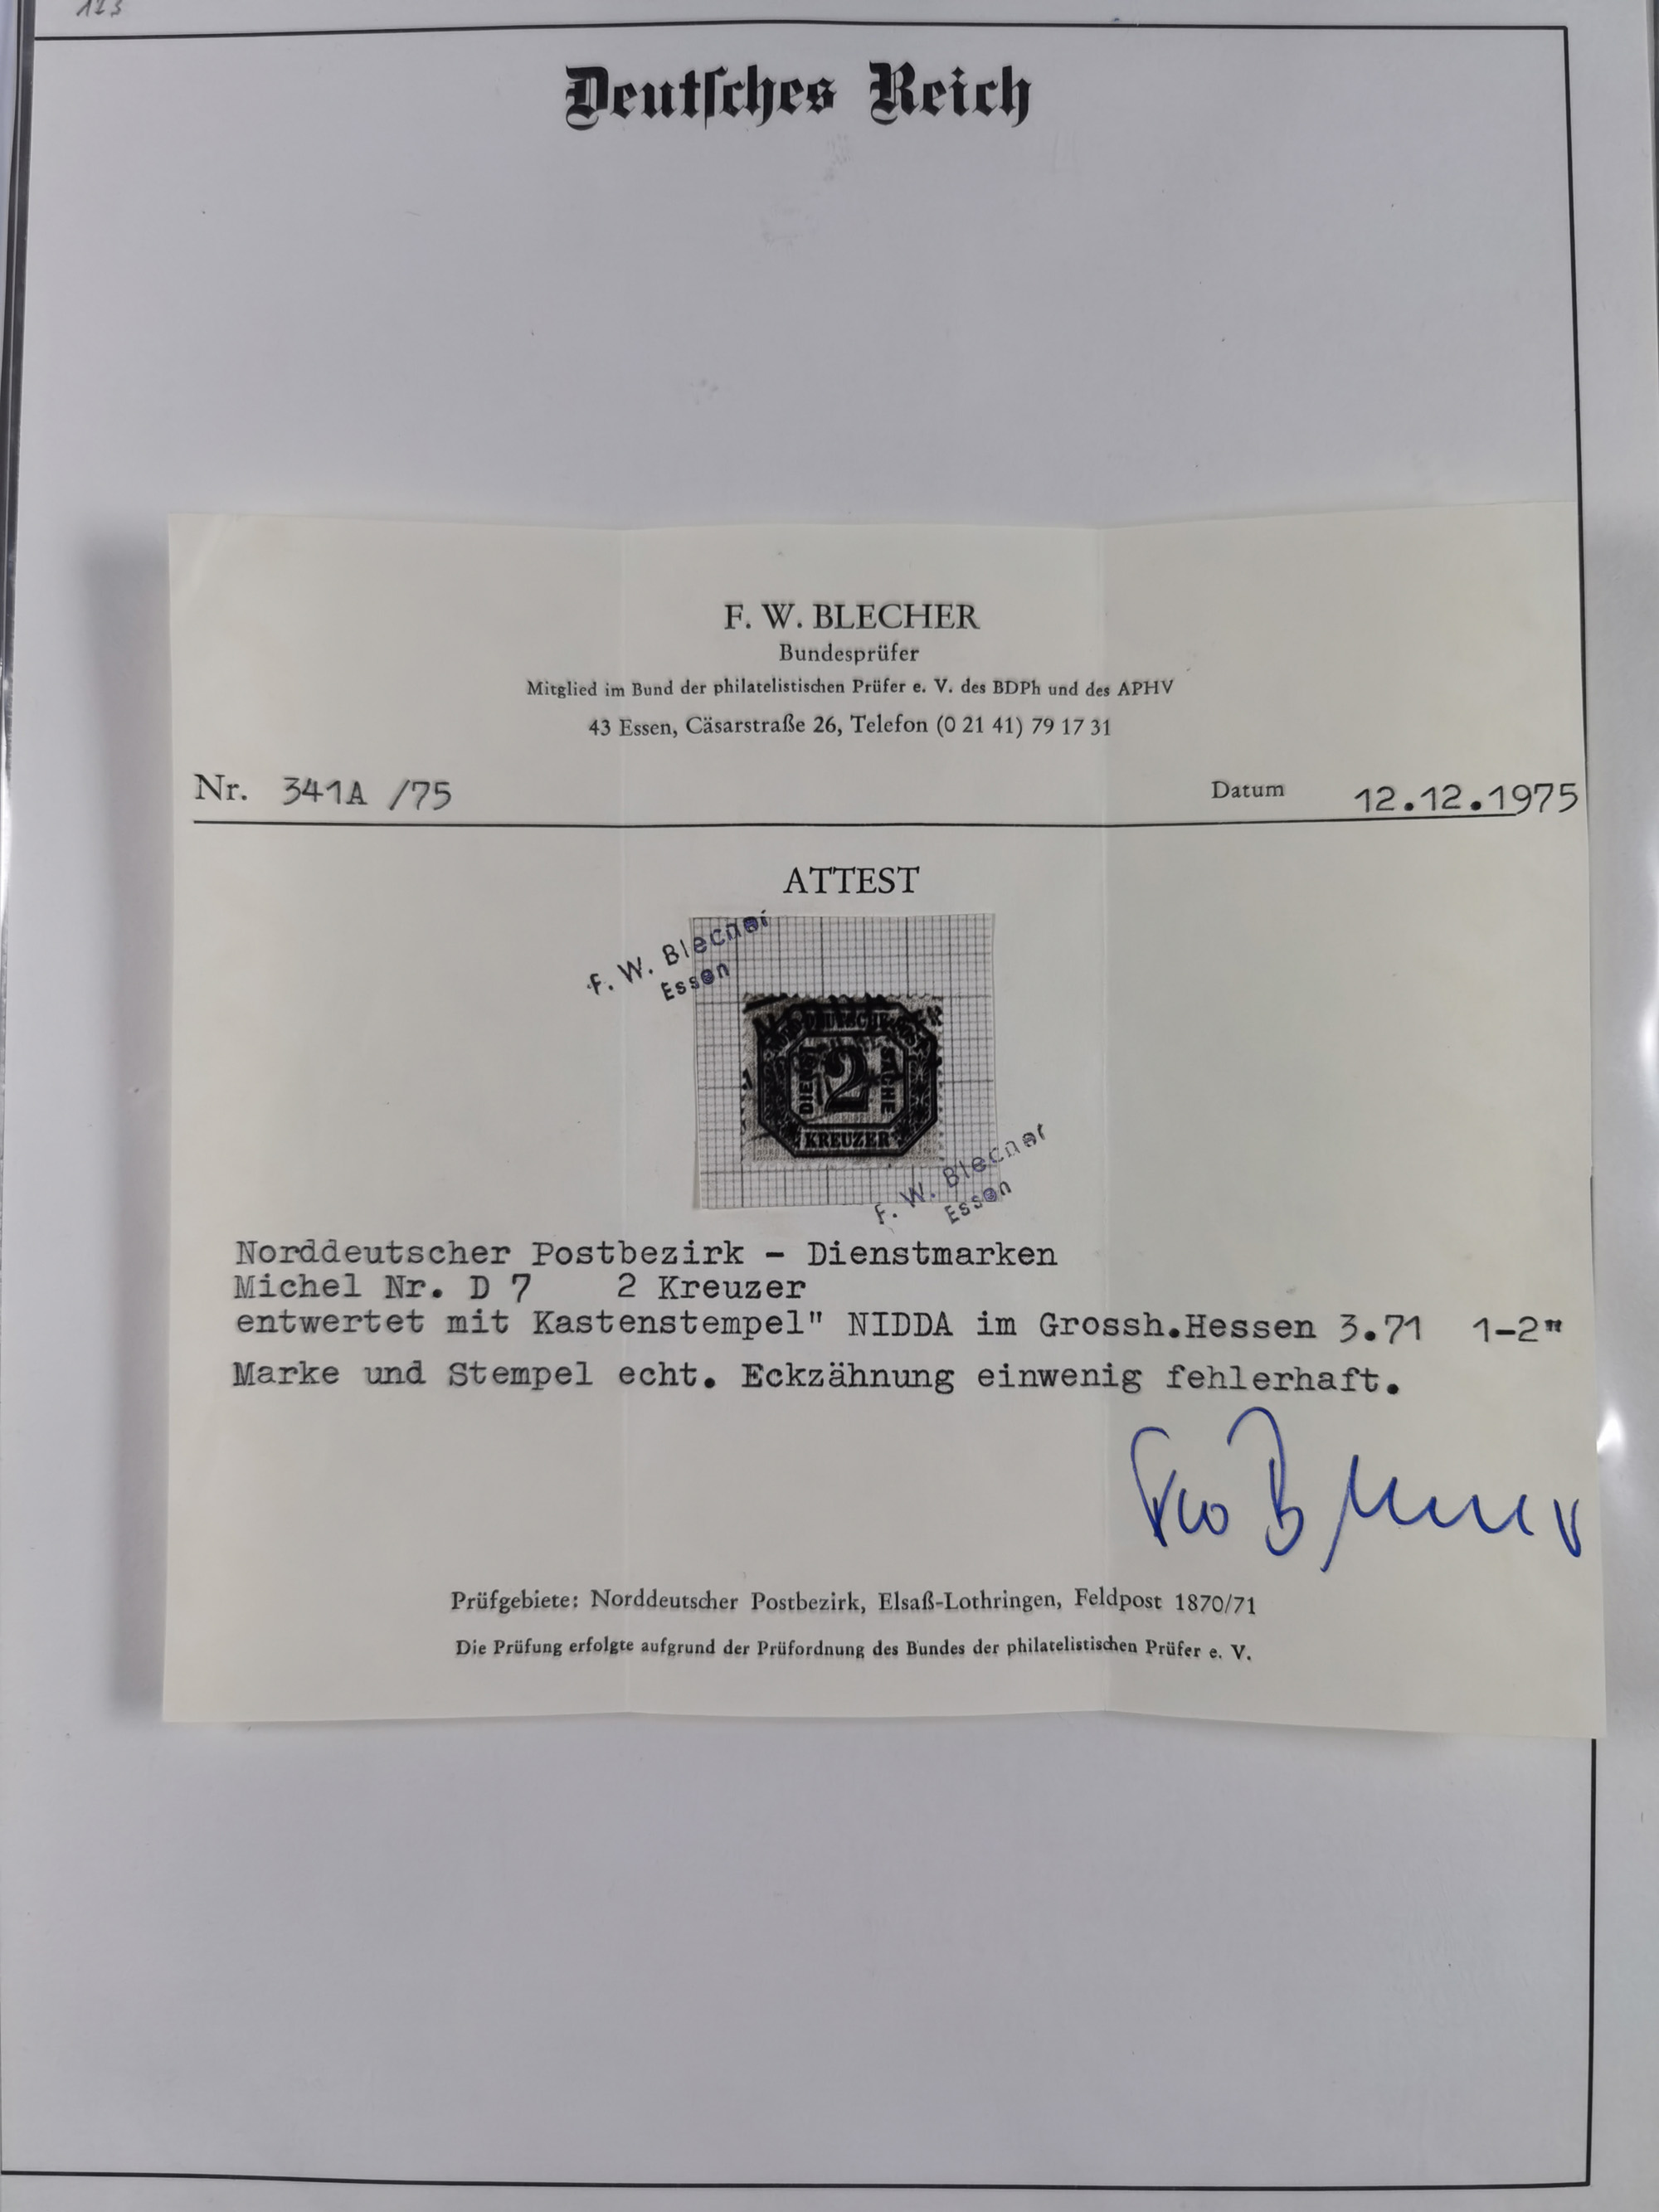 123
Deutsches Reich
F. W. BLECHER
Bundesprüfer
Mitglied im Bund der philatelistischen Prüfer e. V. des BDPh und des APHV
43 Essen, Cäsarstraße 26, Telefon (0 21 41) 79 17 31
Nr. 341A /75 Datum 12.12.1975
ATTEST
F. W. Blecher
Essen
DIENST 2 SACHE
KREUZER
F. W. Blecher
Essen
Norddeutscher Postbezirk - Dienstmarken
Michel Nr. D 7 2 Kreuzer
entwertet mit Kastenstempel" NIDDA im Grossh.Hessen 3.71 1-2"
Marke und Stempel echt. Eckzähnung einwenig fehlerhaft.
Prüfgebiete: Norddeutscher Postbezirk, Elsaß-Lothringen, Feldpost 1870/71
Die Prüfung erfolgte aufgrund der Prüfordnung des Bundes der philatelistischen Prüfer e. V.